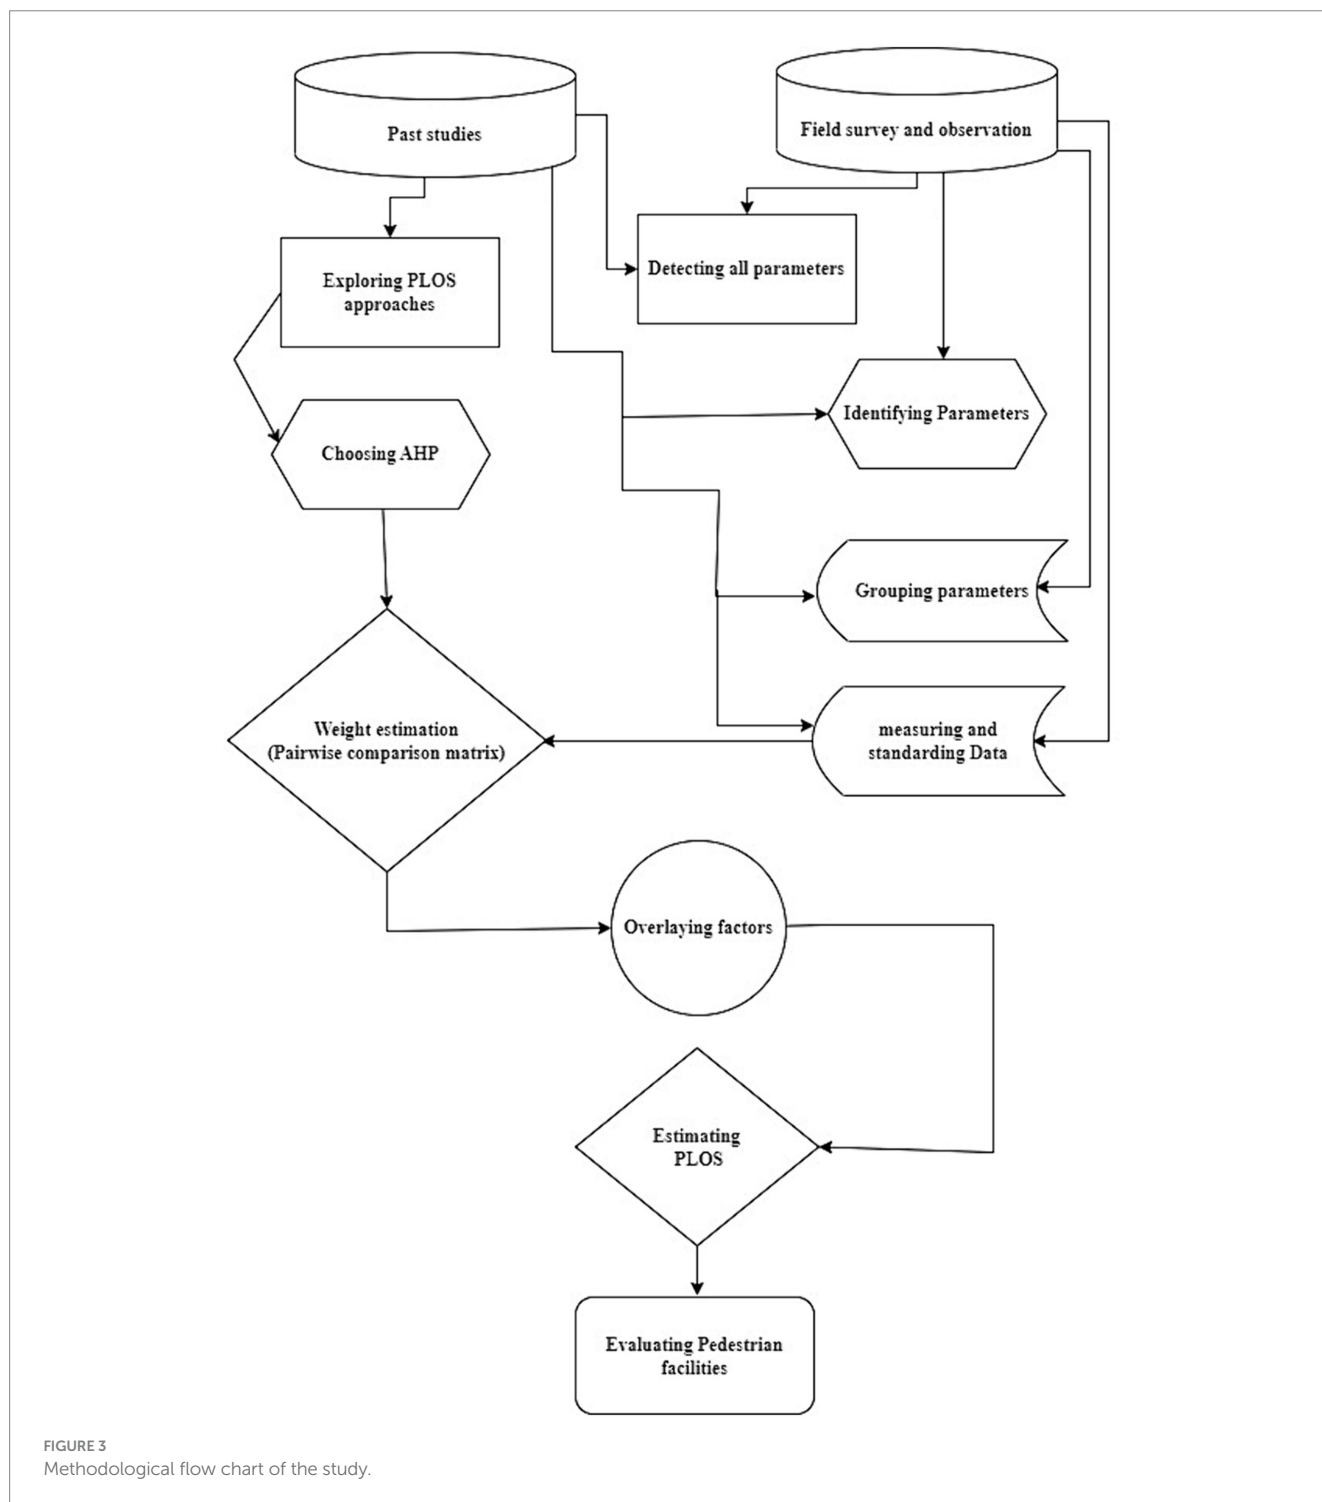 Past studies
Field survey and observation
Exploring PLOS
approaches
Detecting all parameters
Choosing AHP
Identifying Parameters
Grouping parameters
Weight estimation
(Pairwise comparison matrix)
measuring and
standarding Data
Overlaying factors
Estimating
PLOS
Evaluating Pedestrian
facilities
FIGURE 3
Methodological flow chart of the study.